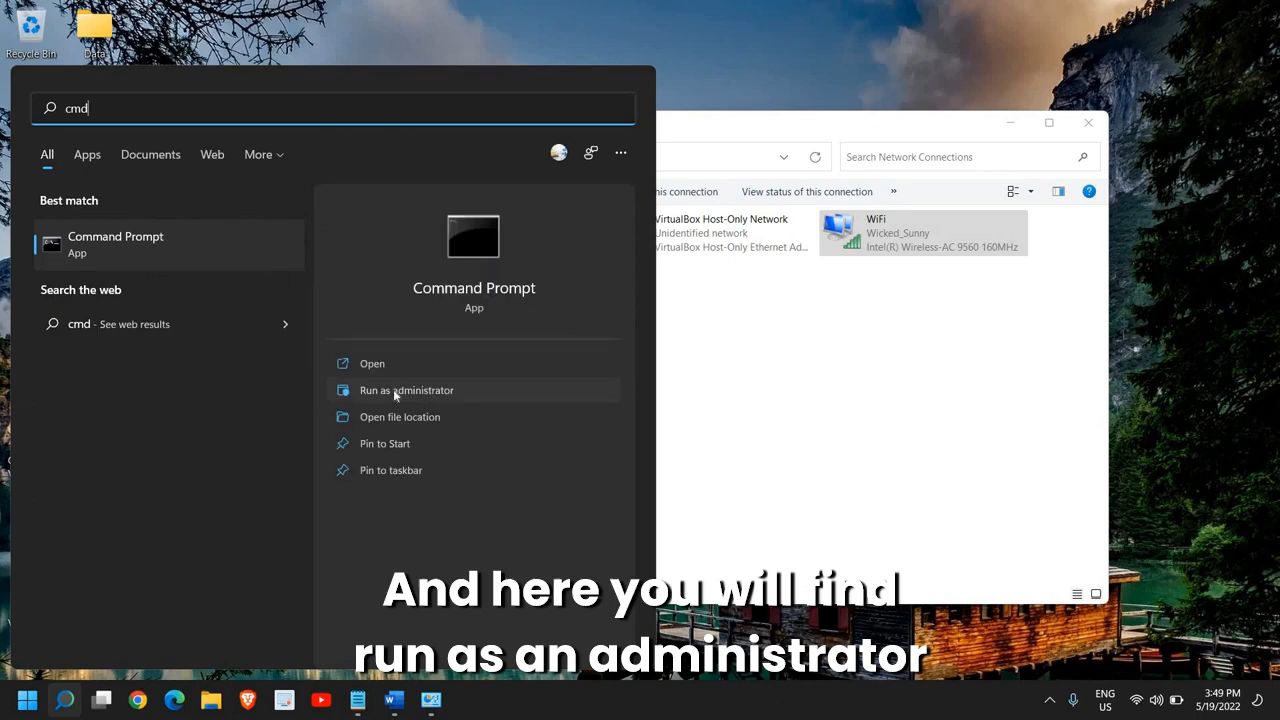 Recycle Bin
Data
cmd
All
Apps
Documents
Web
More
Best match
Command Prompt
App
Search the web
cmd - See web results
Command Prompt
App
Open
Run as administrator
Open file location
Pin to Start
Pin to taskbar
Search Network Connections
his connection
View status of this connection
»
VirtualBox Host-Only Network
Unidentified network
VirtualBox Host-Only Ethernet Ad...
WiFi
Wicked_Sunny
Intel(R) Wireless-AC 9560 160MHz
And here you will find
run as an administrator
ENG
US
3:49 PM
5/19/2022